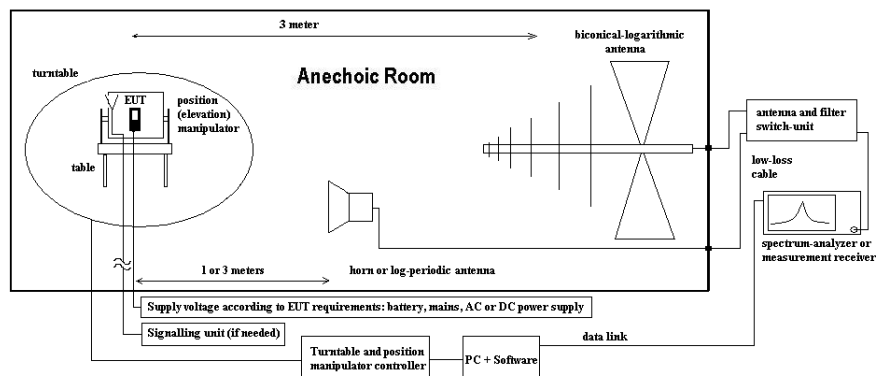 3 meter
biconical-logarithmic
antenna
turntable
Anechoic Room
EUT
position
(elevation)
manipulator
antenna and filter
switch-unit
table
low-loss
cable
spectrum-analyzer or
measurement receiver
1 or 3 meters
horn or log-periodic antenna
Supply voltage according to EUT requirements: battery, mains, AC or DC power supply
Signalling unit (if needed)
data link
Turntable and position
manipulator controller
PC + Software